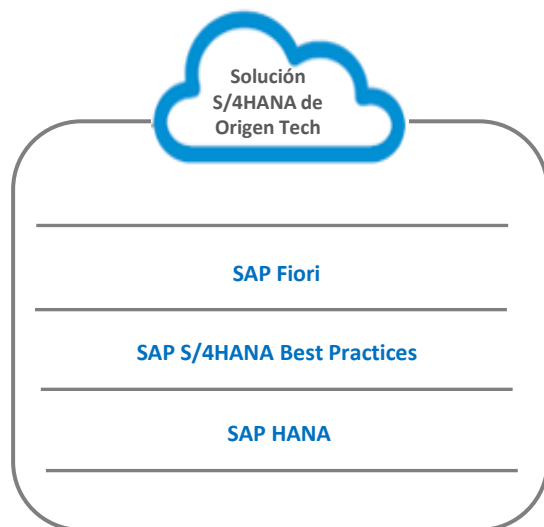 Solución
S/4HANA de
Origen Tech
SAP Fiori
SAP S/4HANA Best Practices
SAP HANA